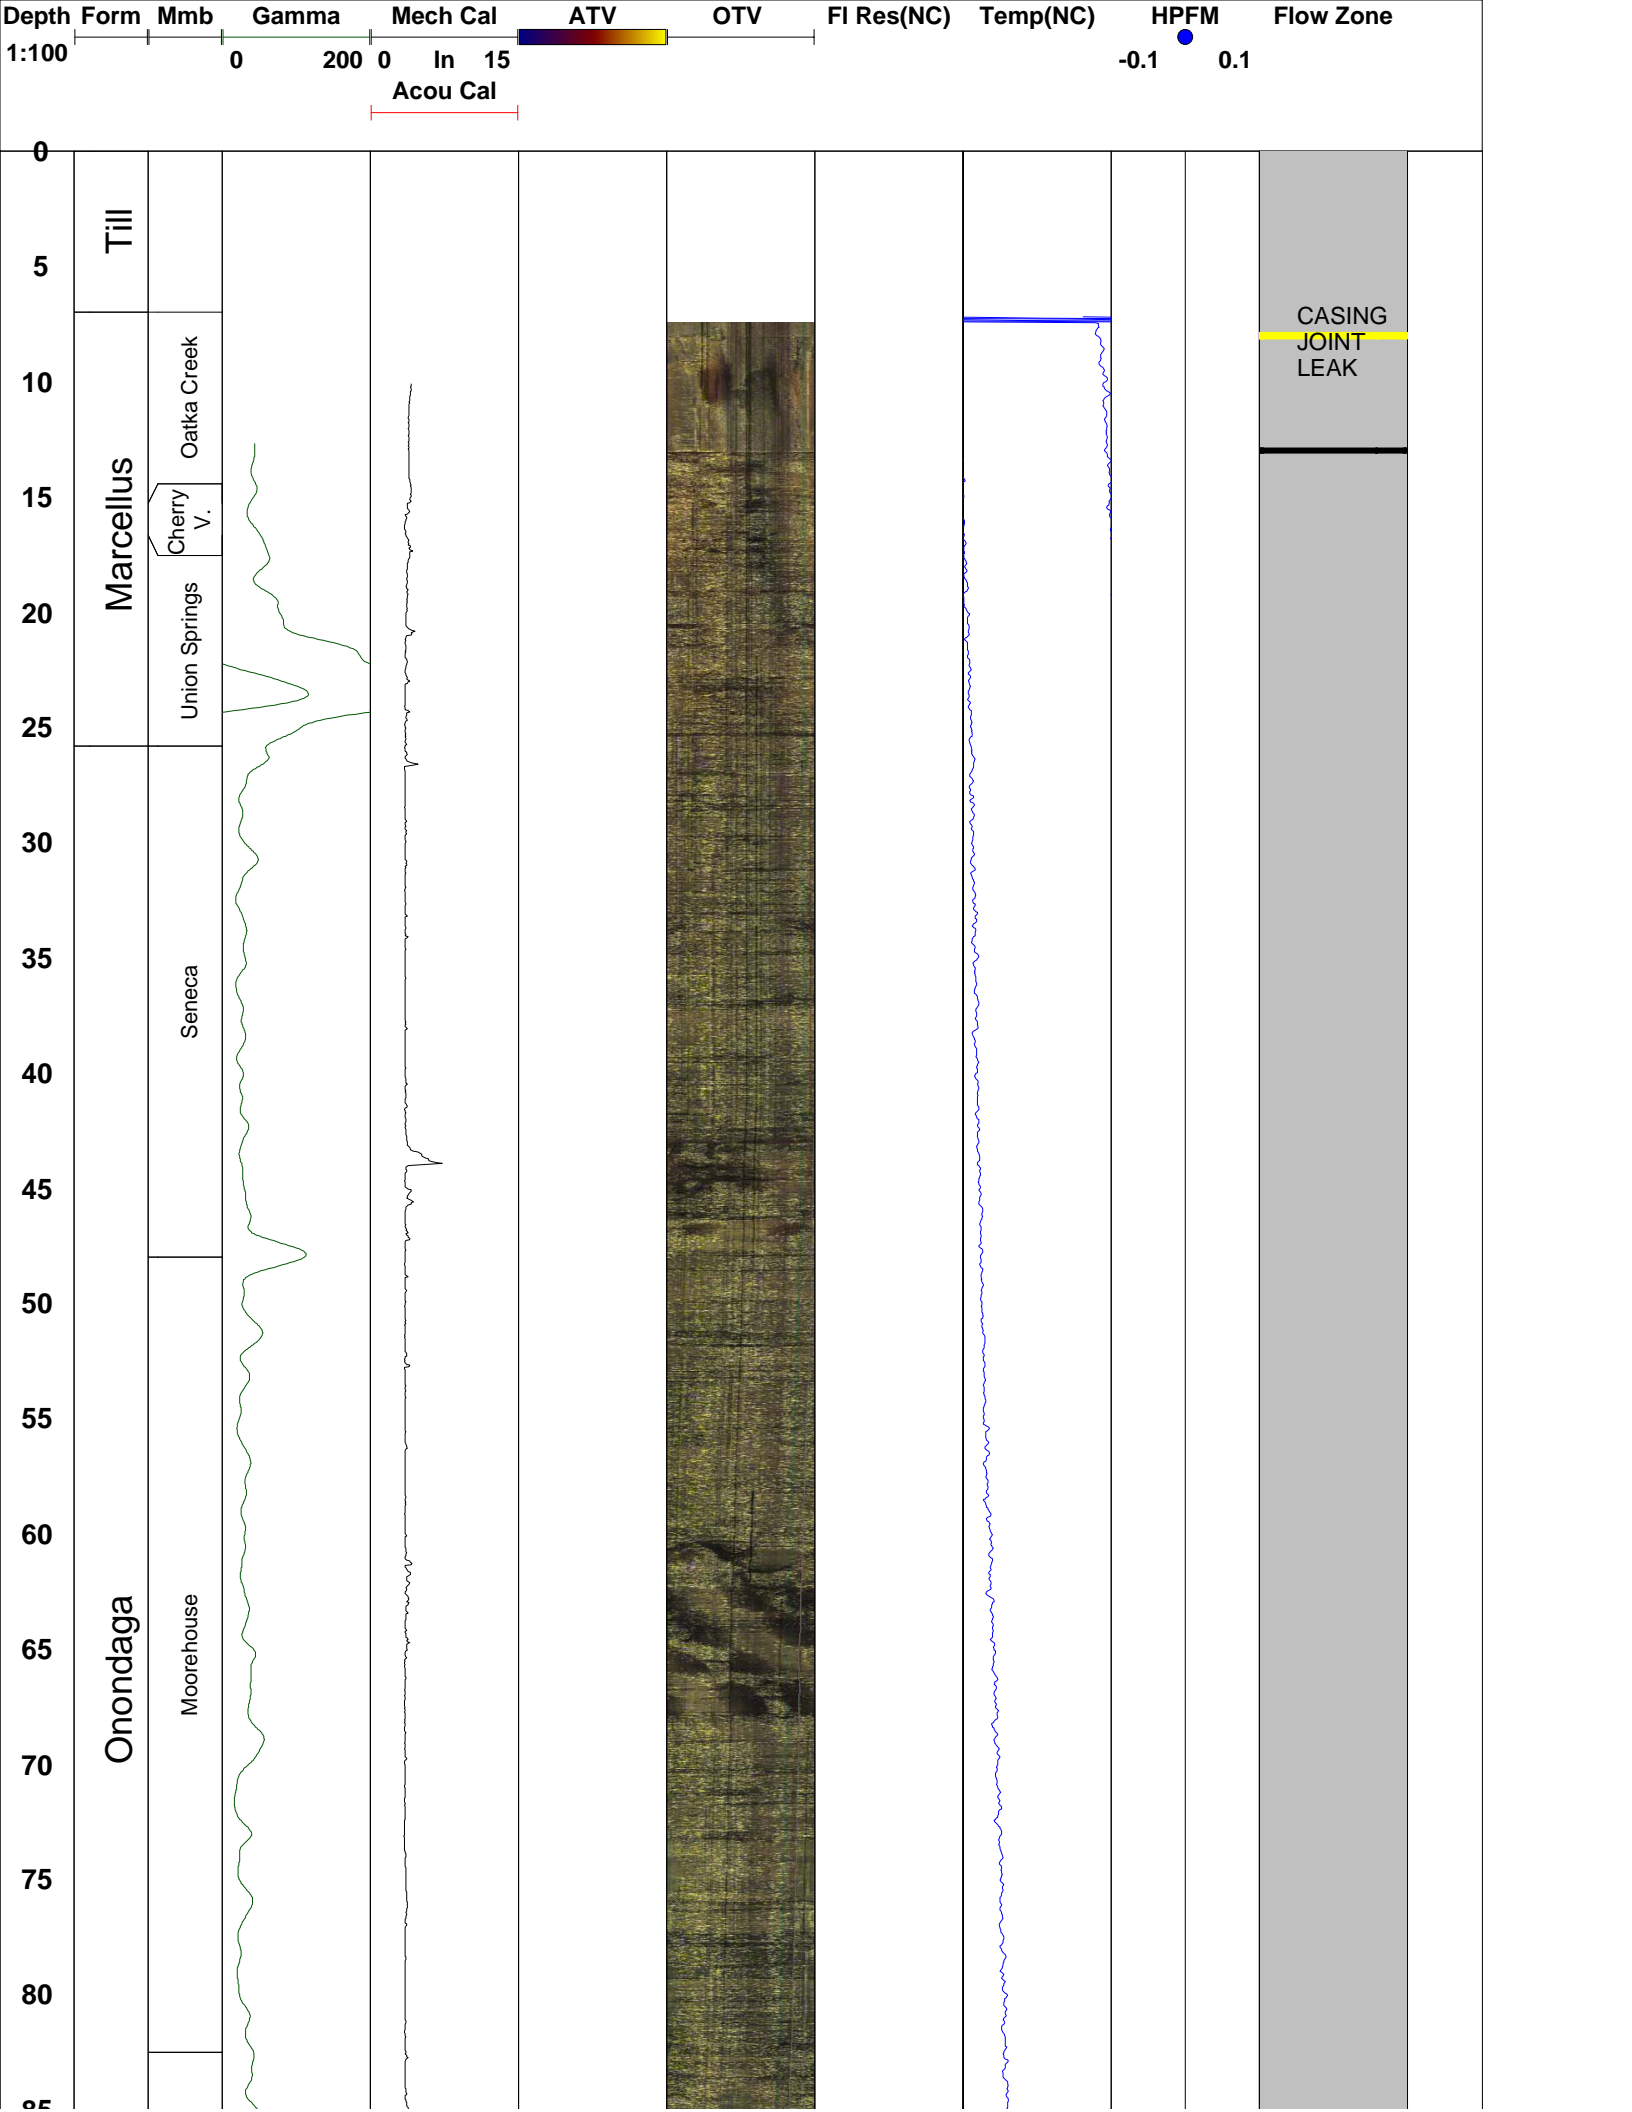 Depth Form Mmb Gamma Mech Cal ATV OTV Fl Res(NC) Temp(NC) HPFM Flow Zone
1:100 0 200 0 In 15 -0.1 0.1
Acou Cal
0
Till
5
CASING
JOINT
LEAK
Oatka Creek
10
Marcellus
15
Cherry
V.
20
Union Springs
25
30
35
Seneca
40
45
50
55
60
65
Onondaga
Moorehouse
70
75
80
85